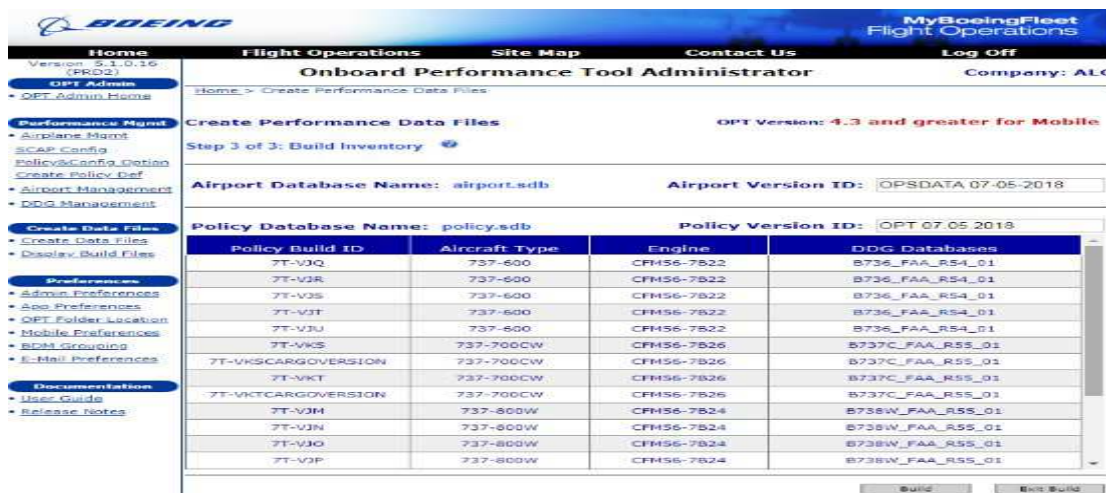 BOEING
MyBoeingFleet
Flight Operations
Home Flight Operations Site Map Contact Us Log Off
Version 5.1.0.16
(PRD2)
Onboard Performance Tool Administrator
Company: AL
OPT Admin
• OPT Admin Home
Home > Create Performance Data Files
Performance Mgmt
• Airplane Mgmt
SCAP Config
Policy&Config Option
Create Policy Def
• Airport Management
• DDG Management
Create Data Files
• Create Data Files
• Display Build Files
Preferences
• Admin Preferences
• App Preferences
• OPT Folder Location
• Mobile Preferences
• BDM Grouping
• E-Mail Preferences
Documentation
• User Guide
• Release Notes
Create Performance Data Files OPT Version: 4.3 and greater for Mobile
Step 3 of 3: Build Inventory
Airport Database Name: airport.sdb Airport Version ID: OPSDATA 07-05-2018
Policy Database Name: policy.sdb Policy Version ID: OPT 07.05.2018
Policy Build ID Aircraft Type Engine DDG Databases
7T-VJQ 737-600 CFM56-7B22 B736_FAA_R54_01
7T-VJR 737-600 CFM56-7B22 B736_FAA_R54_01
7T-VJS 737-600 CFM56-7B22 B736_FAA_R54_01
7T-VJT 737-600 CFM56-7B22 B736_FAA_R54_01
7T-VJU 737-600 CFM56-7B22 B736_FAA_R54_01
7T-VKS 737-700CW CFM56-7B26 B737C_FAA_R55_01
7T-VKSCARGOVERSION 737-700CW CFM56-7B26 B737C_FAA_R55_01
7T-VKT 737-700CW CFM56-7B26 B737C_FAA_R55_01
7T-VKTCARGOVERSION 737-700CW CFM56-7B26 B737C_FAA_R55_01
7T-VJM 737-800W CFM56-7B24 B738W_FAA_R55_01
7T-VJN 737-800W CFM56-7B24 B738W_FAA_R55_01
7T-VJO 737-800W CFM56-7B24 B738W_FAA_R55_01
7T-VJP 737-800W CFM56-7B24 B738W_FAA_R55_01
Build Exit Build